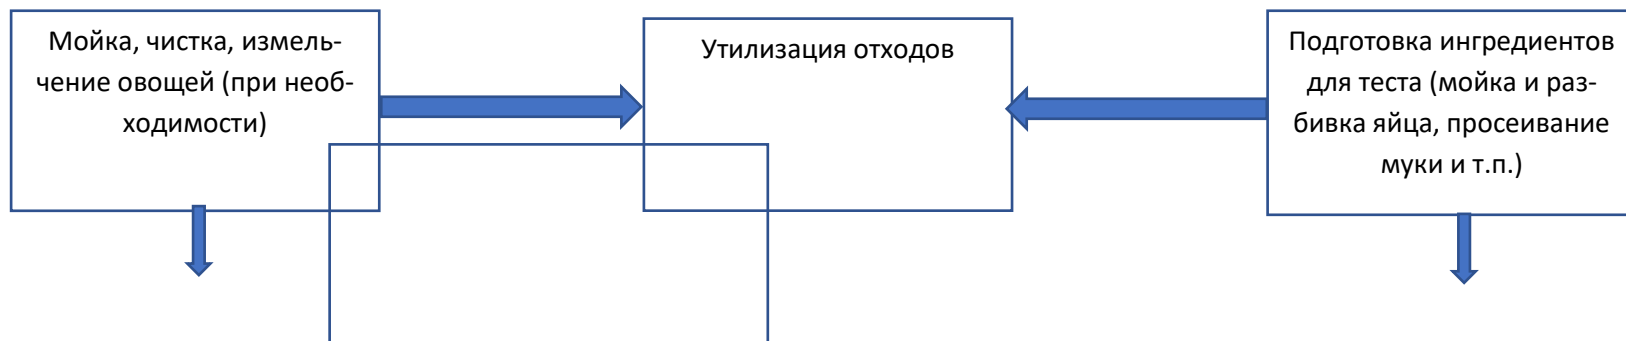 Мойка, чистка, измель-
чение овощей (при необ-
ходимости)
Утилизация отходов
Подготовка ингредиентов
для теста (мойка и раз-
бивка яйца, просеивание
муки и т.п.)